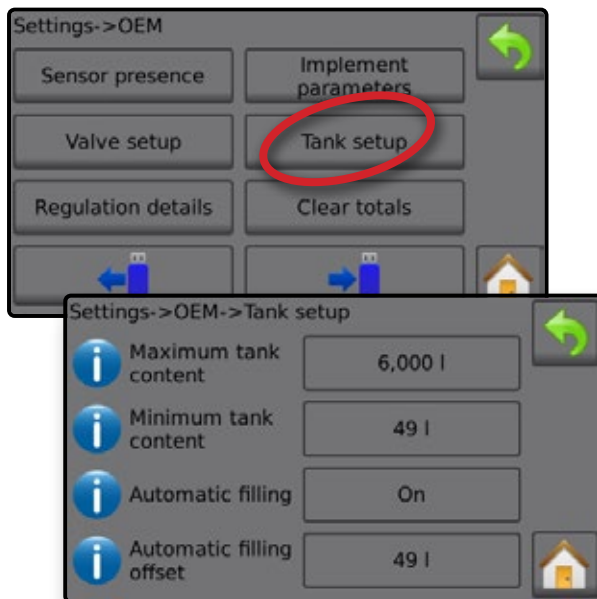 Settings->OEM
Sensor presence
Implement
parameters
Valve setup
Tank setup
Regulation details
Clear totals
Settings->OEM->Tank setup
Maximum tank
content
6,000 l
Minimum tank
content
49 l
Automatic filling
On
Automatic filling
offset
49 l